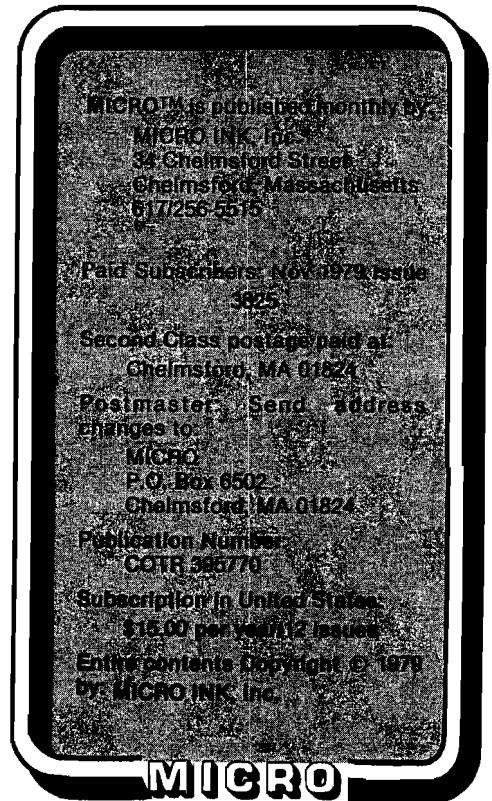 MICRO™ is published monthly by:
MICRO INK, Inc.
34 Chelmsford Street
Chelmsford, Massachusetts
617/256-5515
Paid Subscribers: Nov 1979 Issue
3825
Second Class postage paid at:
Chelmsford, MA 01824
Postmaster: Send address
changes to:
MICRO
P.O. Box 6502
Chelmsford, MA 01824
Publication Number:
COTR 395770
Subscription in United States:
$15.00 per year/12 issues
Entire contents Copyright © 1979
by: MICRO INK, Inc.
MICRO